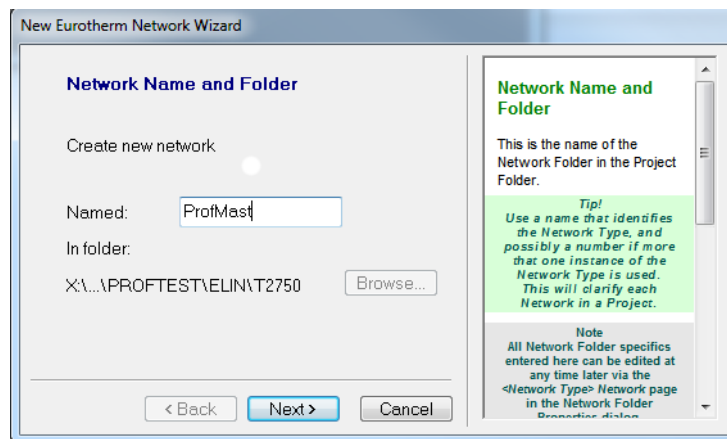 New Eurotherm Network Wizard
Network Name and Folder
Create new network
Named:
ProfMast
In folder:
X:\...\PROFTEST\ELIN\T2750
Browse...
< Back
Next >
Cancel
Network Name and
Folder
This is the name of the
Network Folder in the Project
Folder.
Tip!
Use a name that identifies
the Network Type, and
possibly a number if more
that one instance of the
Network Type is used.
This will clarify each
Network in a Project.
Note
All Network Folder specifics
entered here can be edited at
any time later via the
<Network Type> Network page
in the Network Folder
Properties dialog